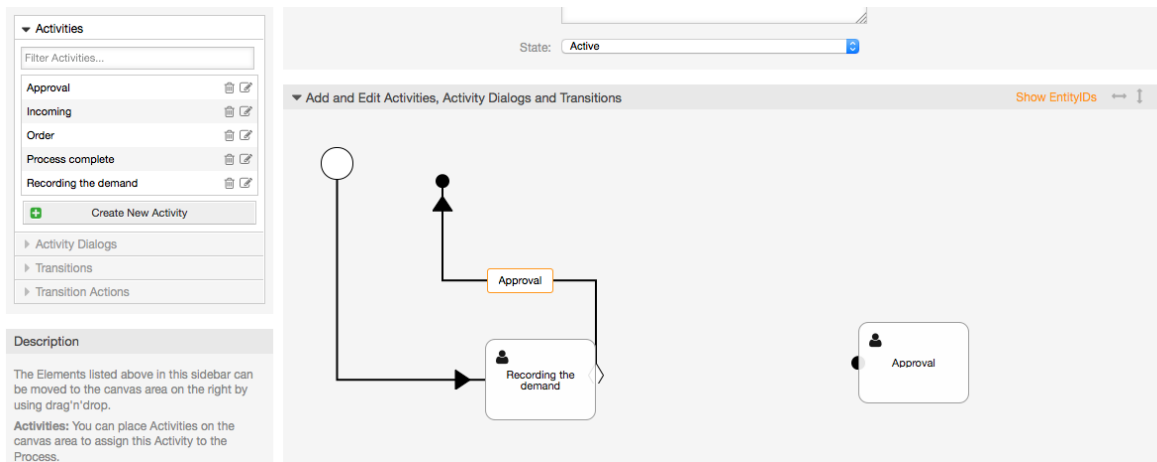 Activities
Filter Activities...
Approval
Incoming
Order
Process complete
Recording the demand
Create New Activity
Activity Dialogs
Transitions
Transition Actions
Description
The Elements listed above in this sidebar can
be moved to the canvas area on the right by
using drag'n'drop.
Activities: You can place Activities on the
canvas area to assign this Activity to the
Process.
State: Active
Add and Edit Activities, Activity Dialogs and Transitions
Show EntityIDs
Approval
Recording the
demand
Approval